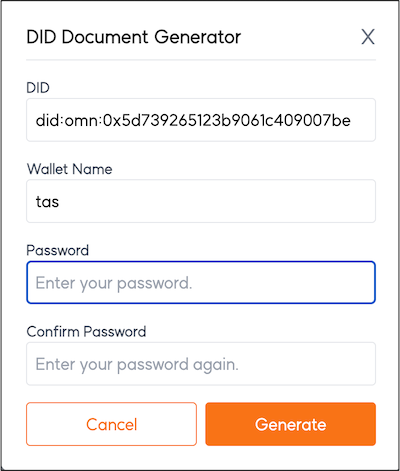 DID Document Generator X
DID
did:omn:0x5d739265123b9061c409007be
Wallet Name
tas
Password
Enter your password.
Confirm Password
Enter your password again.
Cancel Generate